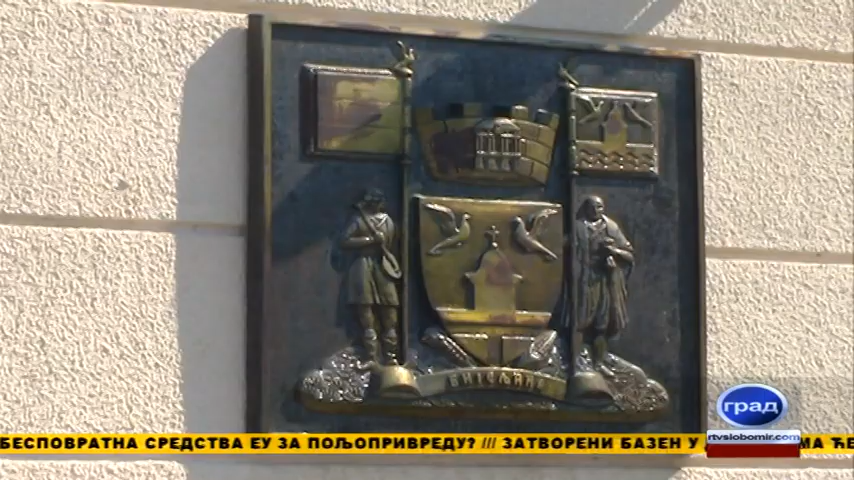 БИЈЕЉИНА
град
rtvslobomir.com
БЕСПОВРАТНА СРЕДСТВА ЕУ ЗА ПОЉОПРИВРЕДУ? /// ЗАТВОРЕНИ БАЗЕН У